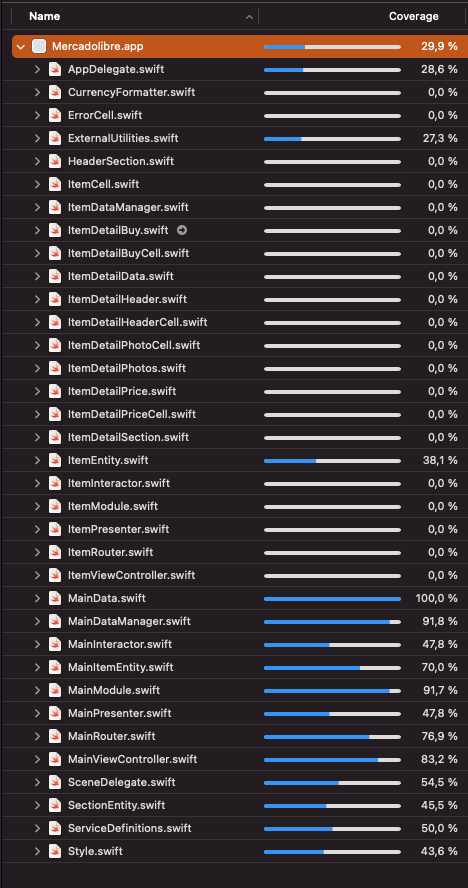 Name Coverage
Mercadolibre.app 29,9 %
AppDelegate.swift 28,6 %
CurrencyFormatter.swift 0,0 %
ErrorCell.swift 0,0 %
ExternalUtilities.swift 27,3 %
HeaderSection.swift 0,0 %
ItemCell.swift 0,0 %
ItemDataManager.swift 0,0 %
ItemDetailBuy.swift 0,0 %
ItemDetailBuyCell.swift 0,0 %
ItemDetailData.swift 0,0 %
ItemDetailHeader.swift 0,0 %
ItemDetailHeaderCell.swift 0,0 %
ItemDetailPhotoCell.swift 0,0 %
ItemDetailPhotos.swift 0,0 %
ItemDetailPrice.swift 0,0 %
ItemDetailPriceCell.swift 0,0 %
ItemDetailSection.swift 0,0 %
ItemEntity.swift 38,1 %
ItemInteractor.swift 0,0 %
ItemModule.swift 0,0 %
ItemPresenter.swift 0,0 %
ItemRouter.swift 0,0 %
ItemViewController.swift 0,0 %
MainData.swift 100,0 %
MainDataManager.swift 91,8 %
MainInteractor.swift 47,8 %
MainItemEntity.swift 70,0 %
MainModule.swift 91,7 %
MainPresenter.swift 47,8 %
MainRouter.swift 76,9 %
MainViewController.swift 83,2 %
SceneDelegate.swift 54,5 %
SectionEntity.swift 45,5 %
ServiceDefinitions.swift 50,0 %
Style.swift 43,6 %